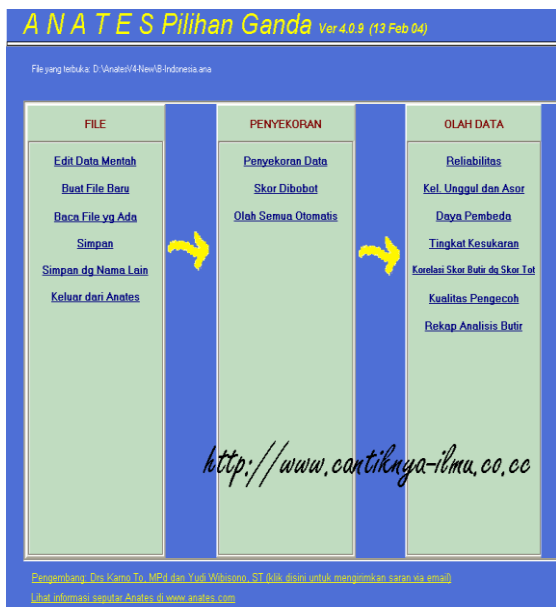 A N A T E S Pilihan Ganda Ver 4.0.9 (13 Feb 04)
File yang terbuka: D:\AnatesV4-New\B-Indonesia.ana
FILE
Edit Data Mentah
Buat File Baru
Baca File yg Ada
Simpan
Simpan dg Nama Lain
Keluar dari Anates
PENYEKORAN
Penyekoran Data
Skor Dibobot
Olah Semua Otomatis
OLAH DATA
Reliabilitas
Kel. Unggul dan Asor
Daya Pembeda
Tingkat Kesukaran
Korelasi Skor Butir dg Skor Tot
Kualitas Pengecoh
Rekap Analisis Butir
http://www.cantiknya-ilmu.co.cc
Pengembang: Drs Karno To, MPd dan Yudi Wibisono, ST (klik disini untuk mengirimkan saran via email)
Lihat informasi seputar Anates di www.anates.com